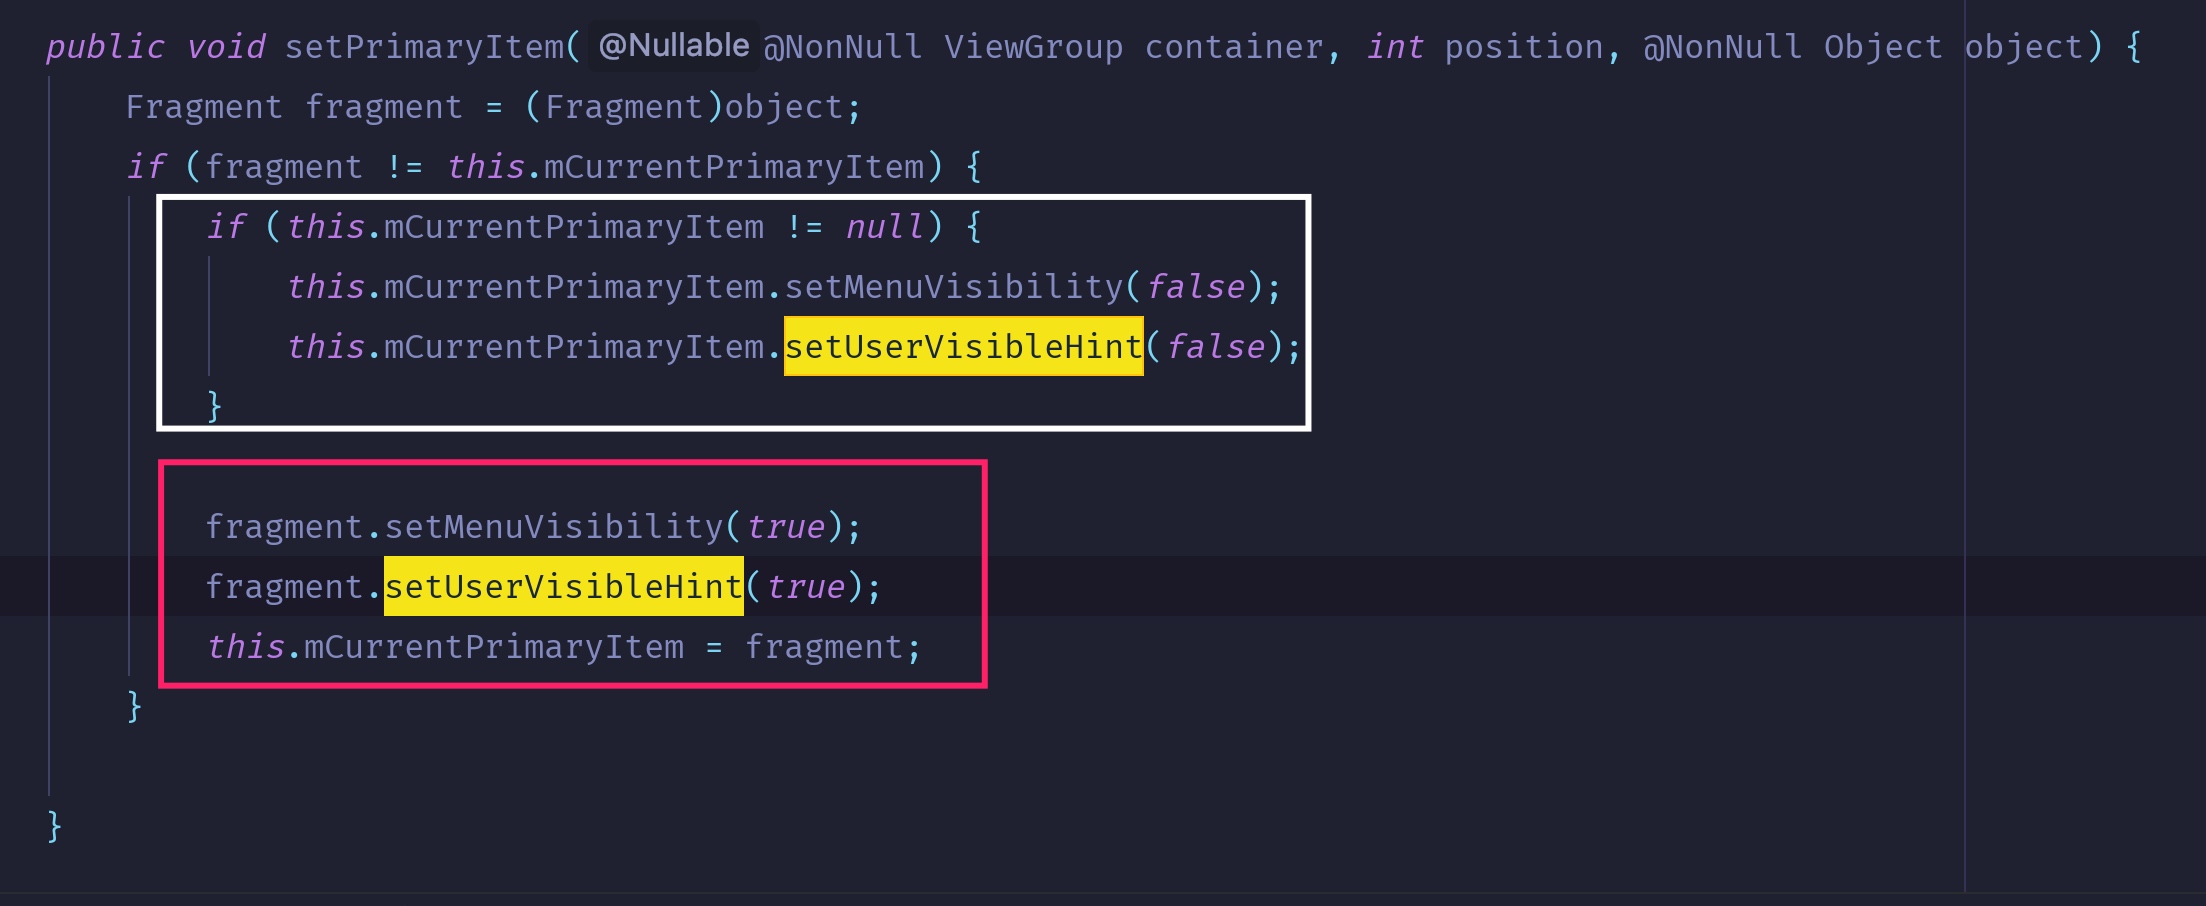 public void setPrimaryItem( @Nullable @NonNull ViewGroup container, int position, @NonNull Object object) {
    Fragment fragment = (Fragment)object;
    if (fragment != this.mCurrentPrimaryItem) {
        if (this.mCurrentPrimaryItem != null) {
            this.mCurrentPrimaryItem.setMenuVisibility(false);
            this.mCurrentPrimaryItem.setUserVisibleHint(false);
        }
        fragment.setMenuVisibility(true);
        fragment.setUserVisibleHint(true);
        this.mCurrentPrimaryItem = fragment;
    }
}